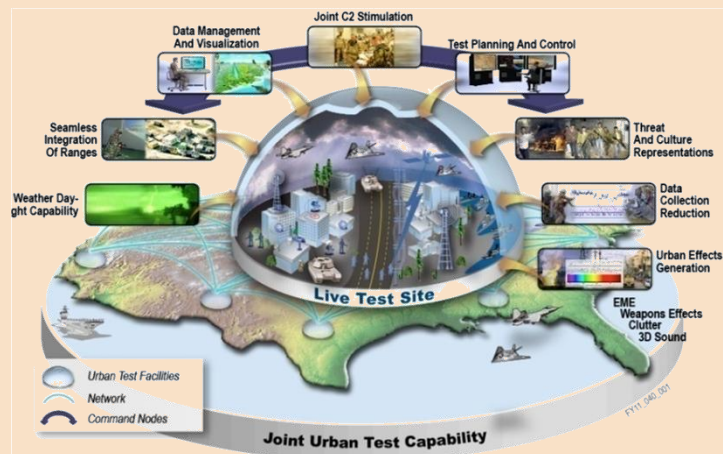 Joint C2 Stimulation
Data Management
And Visualization
Test Planning And Control
Seamless
Integration
Of Ranges
Threat
And Culture
Representations
Weather Day-
ght Capability
Data
Collection
Reduction
Urban Effects
Generation
Live Test Site
EME
Weapons Effects
Clutter
3D Sound
Urban Test Facilities
Network
Command Nodes
FY11_040_001
Joint Urban Test Capability